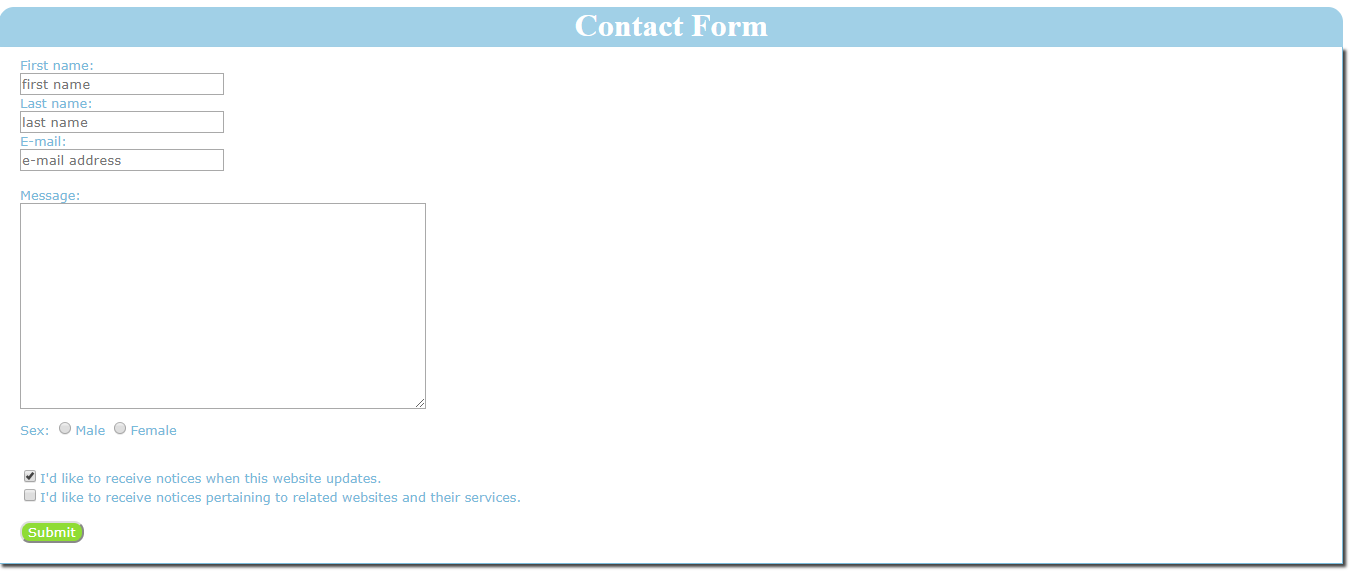 Contact Form
First name:
first name
Last name:
last name
E-mail:
e-mail address
Message:
Sex: Male Female
I'd like to receive notices when this website updates.
I'd like to receive notices pertaining to related websites and their services.
Submit